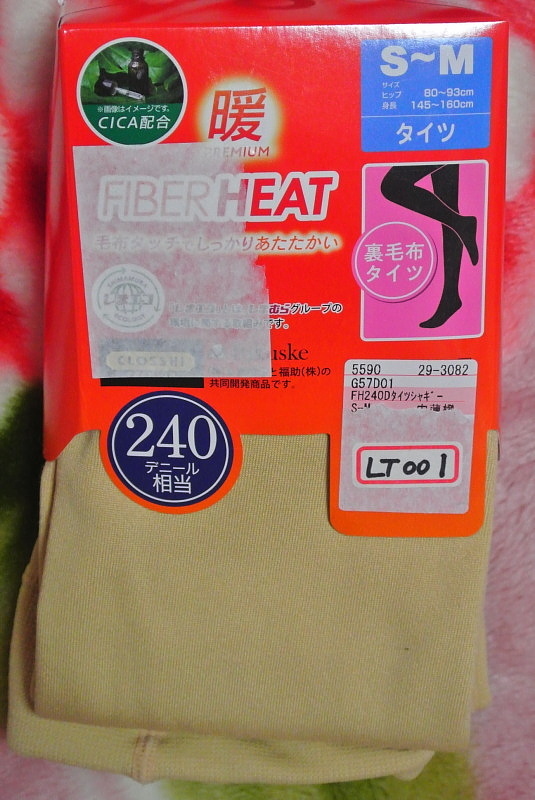 ※画像はイメージです。
CICA配合
暖
PREMIUM
FIBERHEAT
毛布タッチでしっかりあたたかい
S~M
サイズ
ヒップ 80~93cm
身長 145~160cm
タイツ
裏毛布
タイツ
グループの
です。
uske
と福助(株)の
共同開発商品です。
240
デニール
相当
5590 29-3082
G57D01
FH240Dタイツシャギー
S-M
LT001